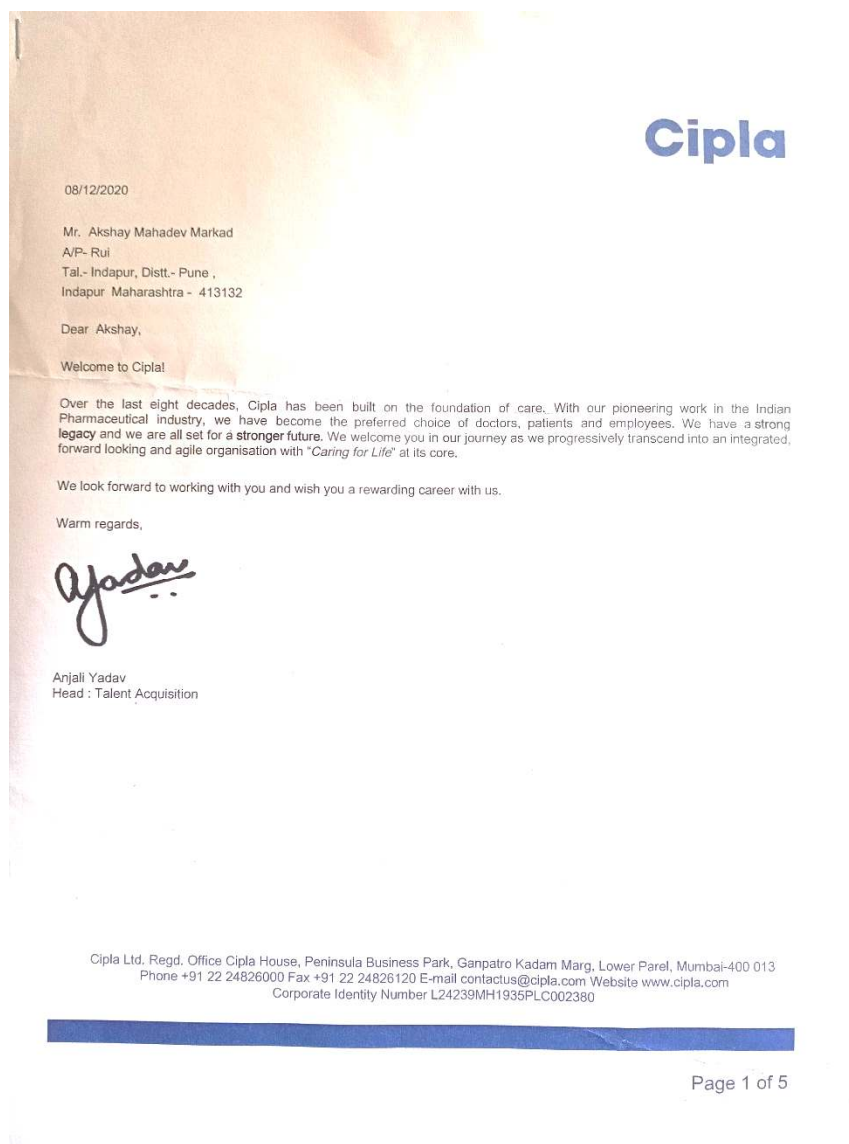 Cipla
08/12/2020
Mr. Akshay Mahadev Markad
A/P- Rui
Tal.- Indapur, Distt.- Pune ,
Indapur Maharashtra - 413132
Dear Akshay,
Welcome to Cipla!
Over the last eight decades, Cipla has been built on the foundation of care. With our pioneering work in the Indian
Pharmaceutical industry, we have become the preferred choice of doctors, patients and employees. We have a strong
legacy and we are all set for a stronger future. We welcome you in our journey as we progressively transcend into an integrated,
forward looking and agile organisation with "Caring for Life" at its core.
We look forward to working with you and wish you a rewarding career with us.
Warm regards,
ayadav
Anjali Yadav
Head : Talent Acquisition
Cipla Ltd. Regd. Office Cipla House, Peninsula Business Park, Ganpatro Kadam Marg, Lower Parel, Mumbai-400 013
Phone +91 22 24826000 Fax +91 22 24826120 E-mail contactus@cipla.com Website www.cipla.com
Corporate Identity Number L24239MH1935PLC002380
Page 1 of 5